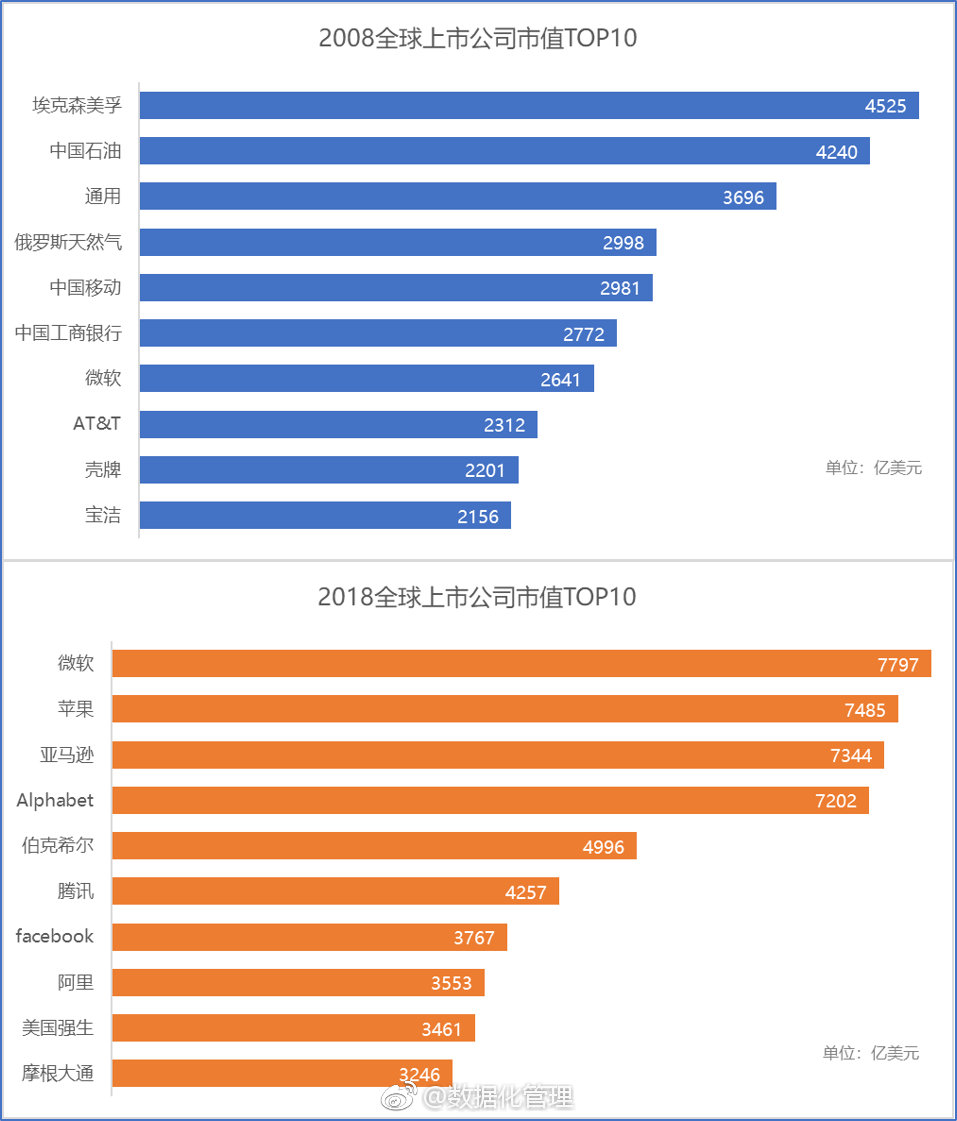 2008全球上市公司市值TOP10
埃克森美孚 4525
中国石油 4240
通用 3696
俄罗斯天然气 2998
中国移动 2981
中国工商银行 2772
微软 2641
AT&T 2312
壳牌 2201
单位：亿美元
宝洁 2156
2018全球上市公司市值TOP10
微软 7797
苹果 7485
亚马逊 7344
Alphabet 7202
伯克希尔 4996
腾讯 4257
facebook 3767
阿里 3553
美国强生 3461
单位：亿美元
摩根大通 3246
@数据化管理